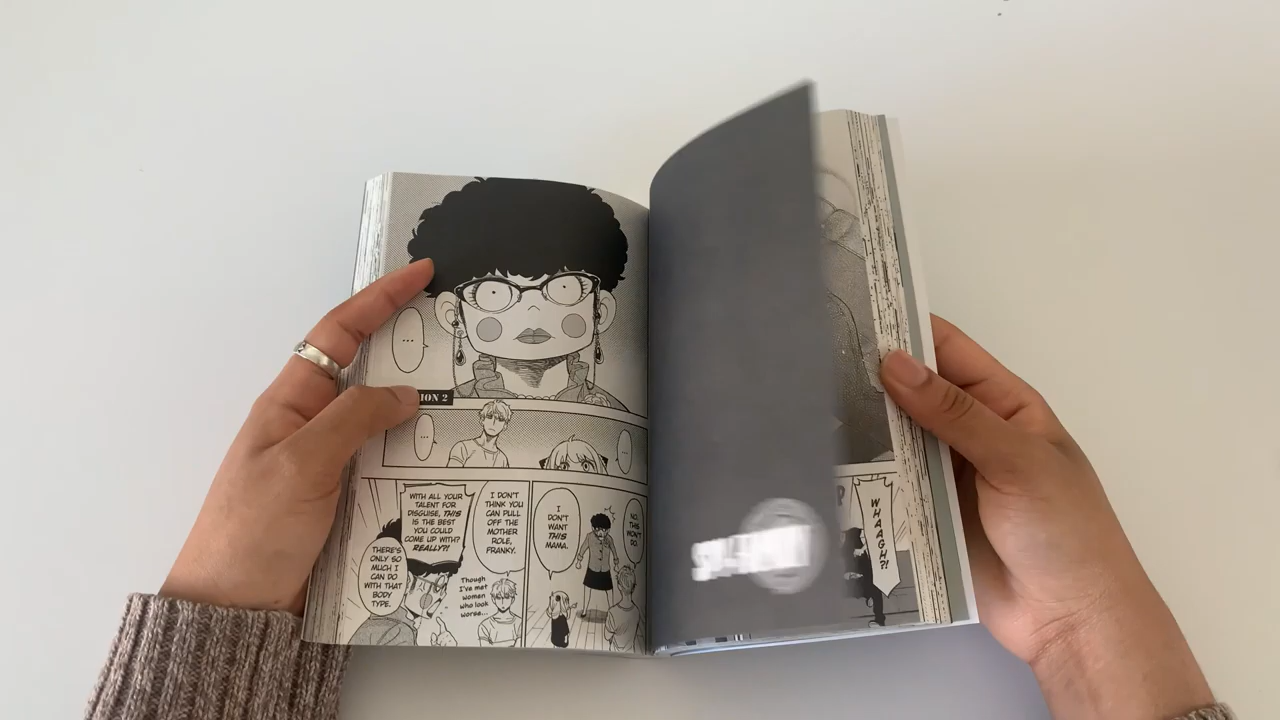 ...
ION 2
...
...
NO, THIS
WON'T
DO.
I
DON'T
WANT
THIS
MAMA.
I DON'T
THINK YOU
CAN PULL
OFF THE
MOTHER
ROLE,
FRANKY.
Though
I've met
women
who look
worse...
WITH ALL YOUR
TALENT FOR
DISGUISE, THIS
IS THE BEST
YOU COULD
COME UP WITH?
REALLY?!
THERE'S
ONLY SO
MUCH I
CAN DO
WITH THAT
BODY
TYPE.
WHAAGH?!